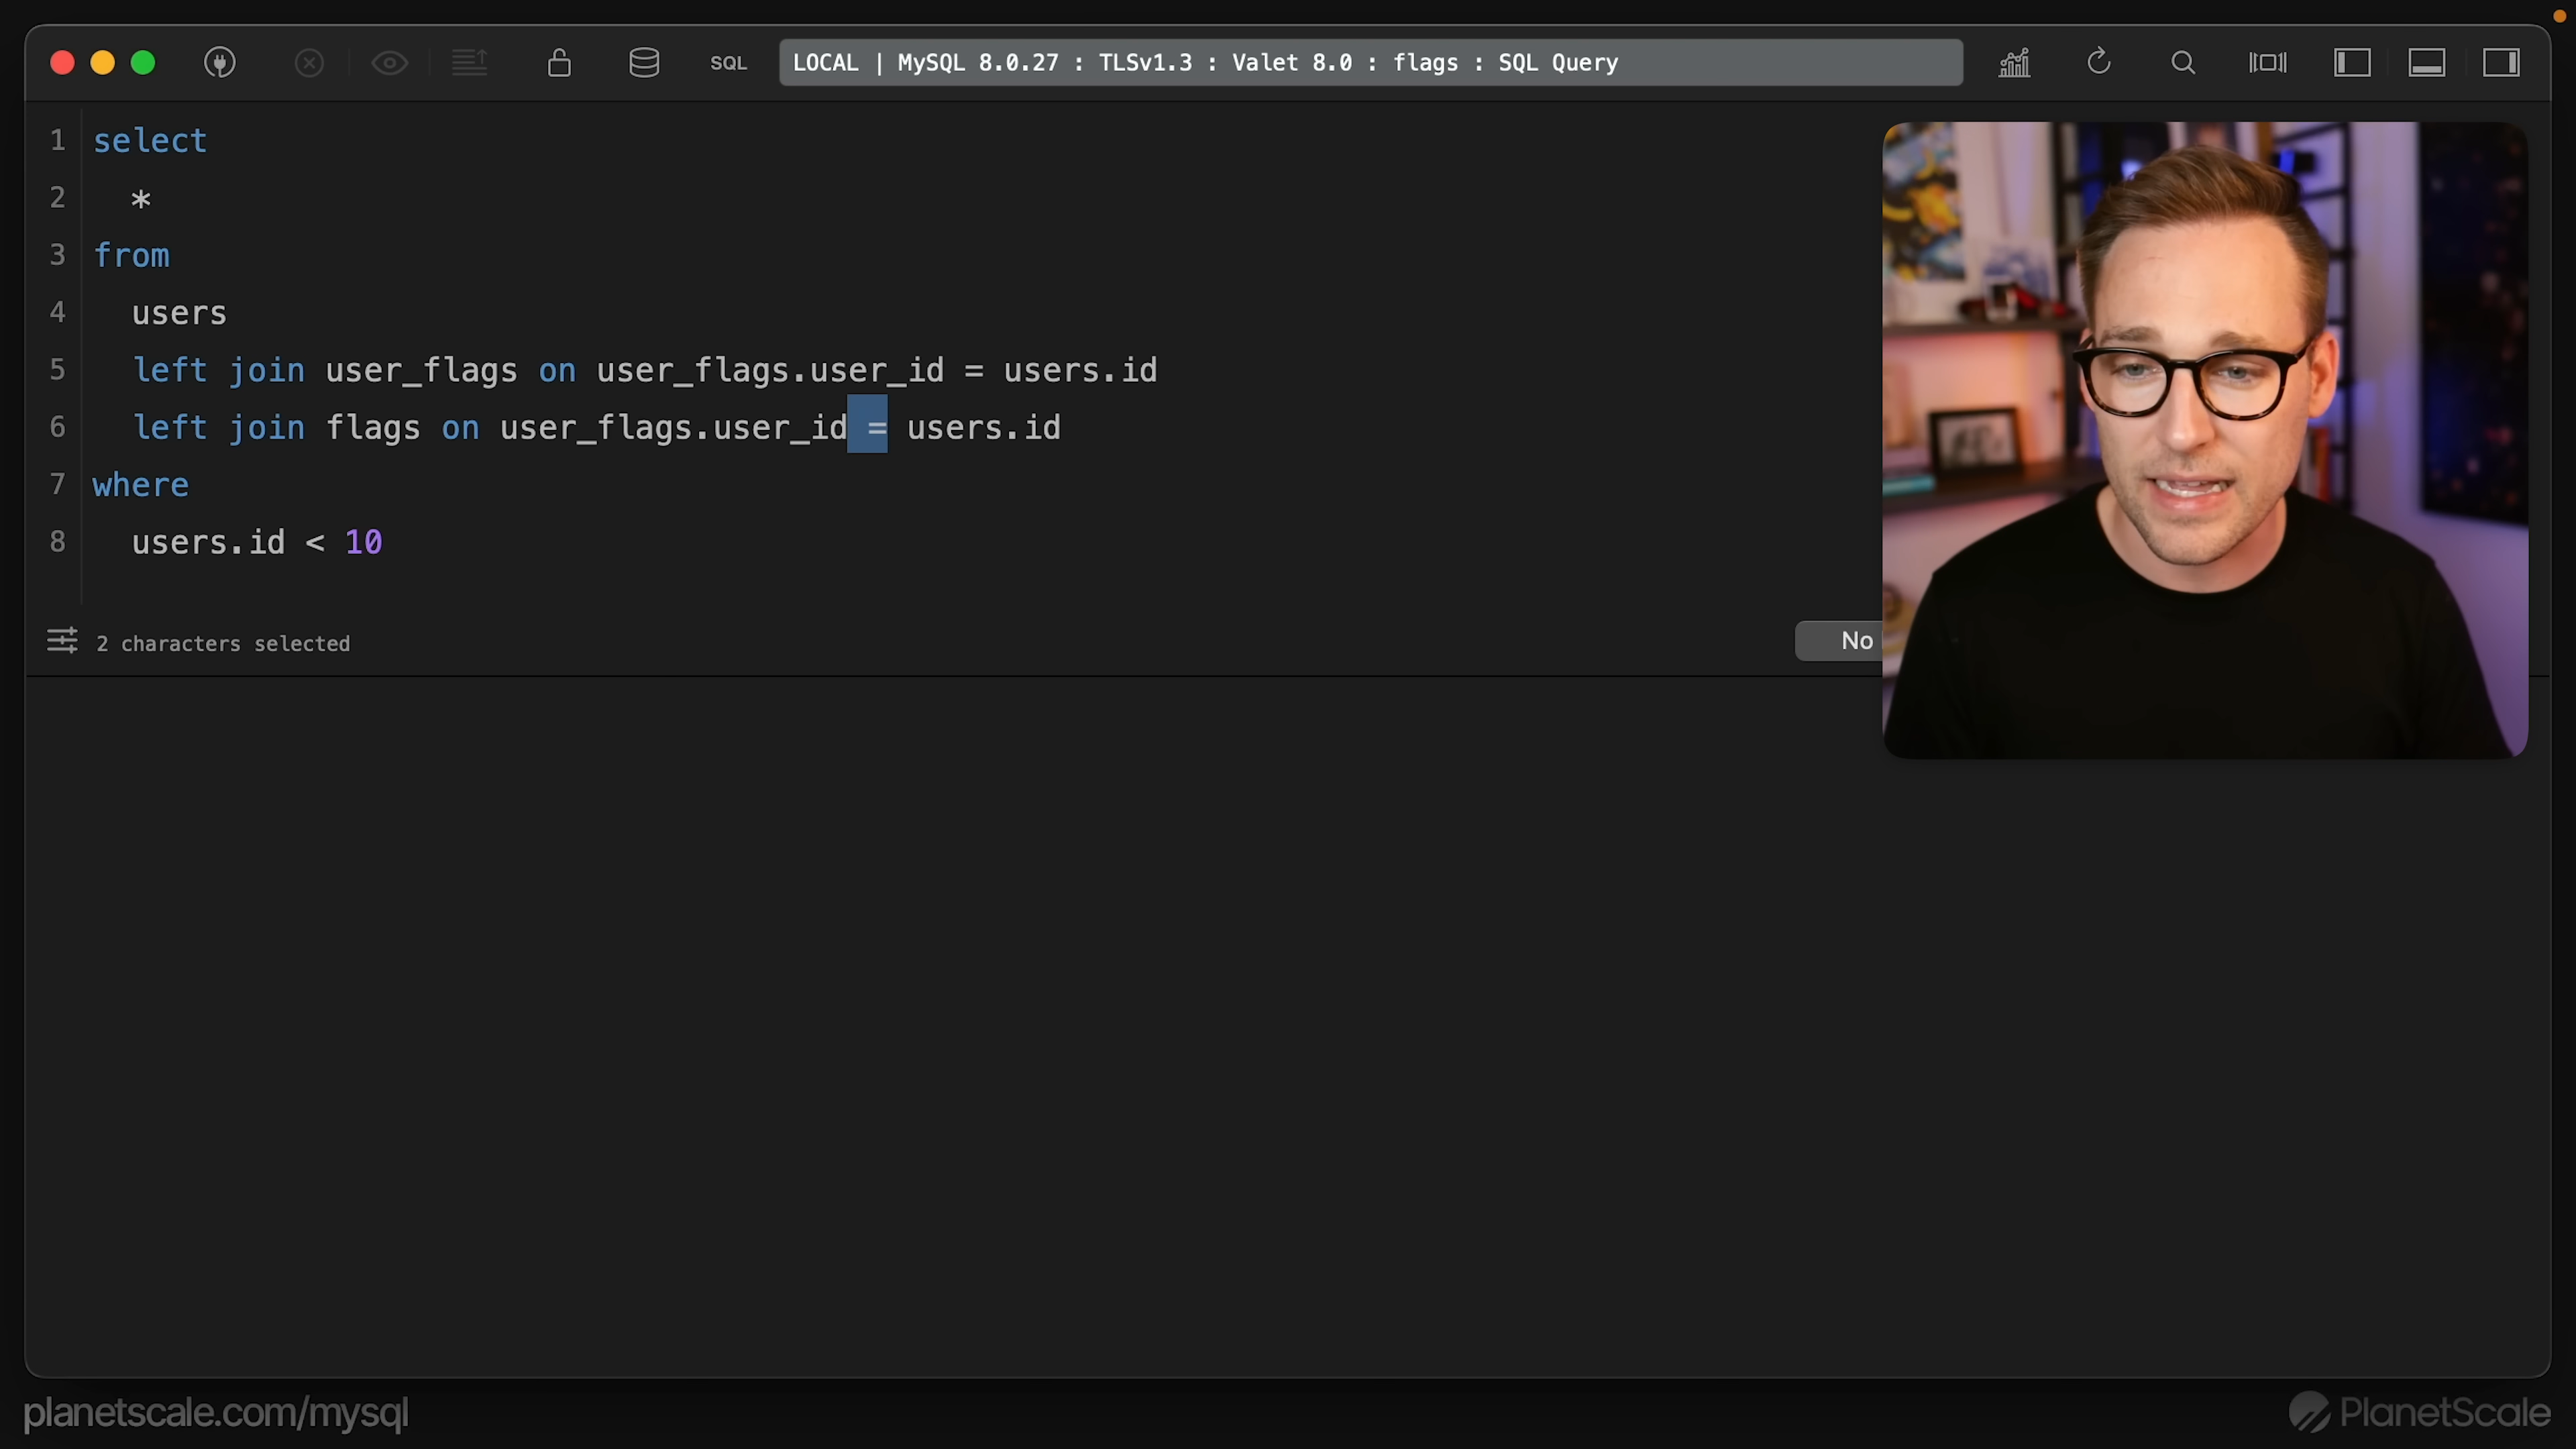 SQL LOCAL | MySQL 8.0.27 : TLSv1.3 : Valet 8.0 : flags : SQL Query
1 select
2 *
3 from
4 users
5 left join user_flags on user_flags.user_id = users.id
6 left join flags on user_flags.user_id = users.id
7 where
8 users.id < 10
2 characters selected
No
planetscale.com/mysql
PlanetScale